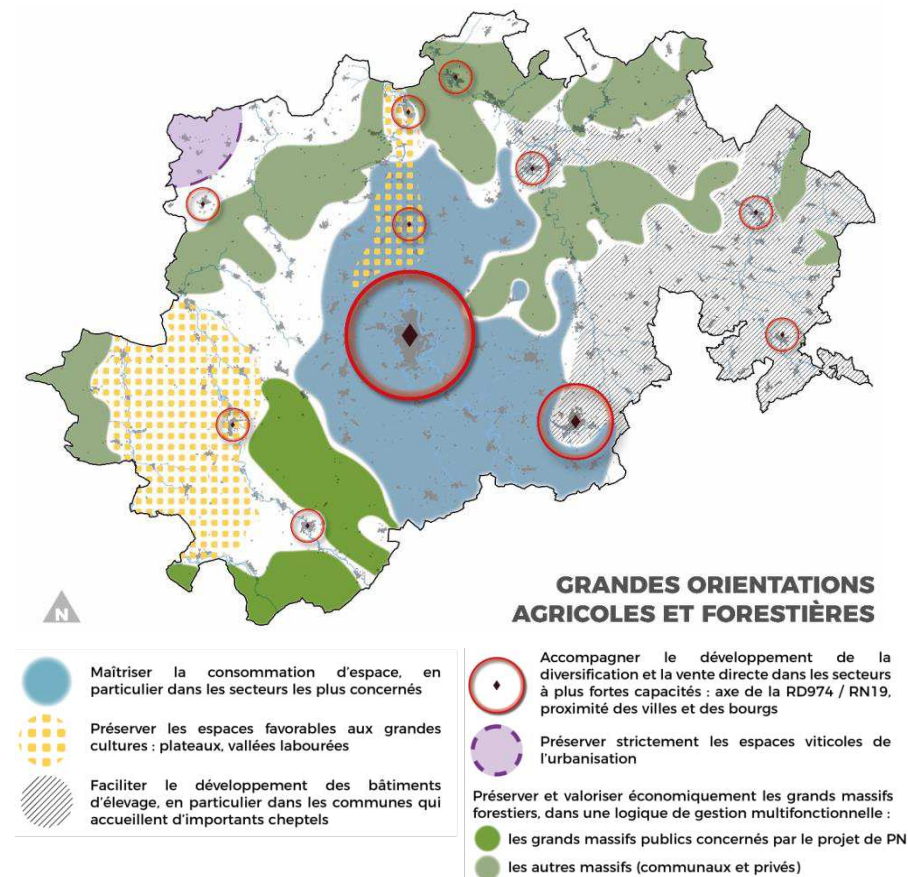 N
GRANDES ORIENTATIONS
AGRICOLES ET FORESTIÈRES
Maîtriser la consommation d'espace, en
particulier dans les secteurs les plus concernés
Préserver les espaces favorables aux grandes
cultures : plateaux, vallées labourées
Faciliter le développement des bâtiments
d'élevage, en particulier dans les communes qui
accueillent d'importants cheptels
Accompagner le développement de la
diversification et la vente directe dans les secteurs
à plus fortes capacités : axe de la RD974 / RN19,
proximité des villes et des bourgs
Préserver strictement les espaces viticoles de
l'urbanisation
Préserver et valoriser économiquement les grands massifs
forestiers, dans une logique de gestion multifonctionnelle :
les grands massifs publics concernés par le projet de PN
les autres massifs (communaux et privés)